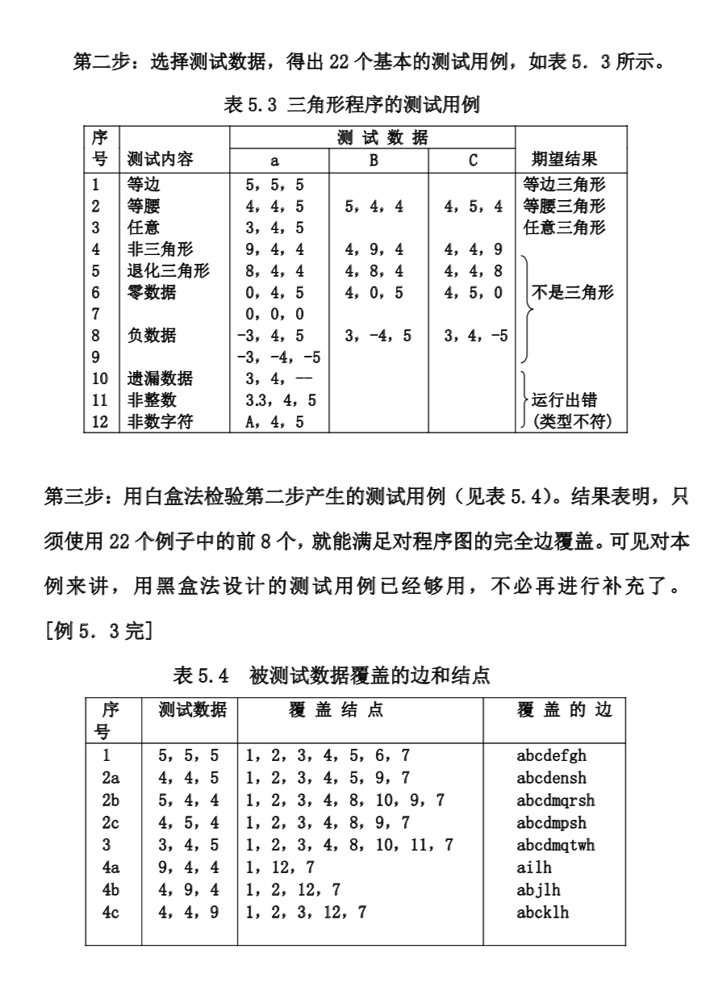 第二步：选择测试数据，得出 22 个基本的测试用例，如表 5．3 所示。
表 5.3 三角形程序的测试用例
序号 测试内容 测 试 数 据 期望结果
a B C
1 等边 5，5，5 等边三角形
2 等腰 4，4，5 5，4，4 4，5，4 等腰三角形
3 任意 3，4，5 任意三角形
4 非三角形 9，4，4 4，9，4 4，4，9
5 退化三角形 8，4，4 4，8，4 4，4，8
6 零数据 0，4，5 4，0，5 4，5，0 不是三角形
7 0，0，0
8 负数据 -3，4，5 3，-4，5 3，4，-5
9 -3，-4，-5
10 遗漏数据 3，4，--
11 非整数 3.3，4，5 运行出错
12 非数字符 A，4，5 (类型不符)
第三步：用白盒法检验第二步产生的测试用例（见表 5.4）。结果表明，只
须使用 22 个例子中的前 8 个，就能满足对程序图的完全边覆盖。可见对本
例来讲，用黑盒法设计的测试用例已经够用，不必再进行补充了。
[例 5．3 完]
表 5.4 被测试数据覆盖的边和结点
序号 测试数据 覆 盖 结 点 覆 盖 的 边
1 5，5，5 1，2，3，4，5，6，7 abcdefgh
2a 4，4，5 1，2，3，4，5，9，7 abcdensh
2b 5，4，4 1，2，3，4，8，10，9，7 abcdmqrsh
2c 4，5，4 1，2，3，4，8，9，7 abcdmpsh
3 3，4，5 1，2，3，4，8，10，11，7 abcdmqtwh
4a 9，4，4 1，12，7 ailh
4b 4，9，4 1，2，12，7 abjlh
4c 4，4，9 1，2，3，12，7 abcklh